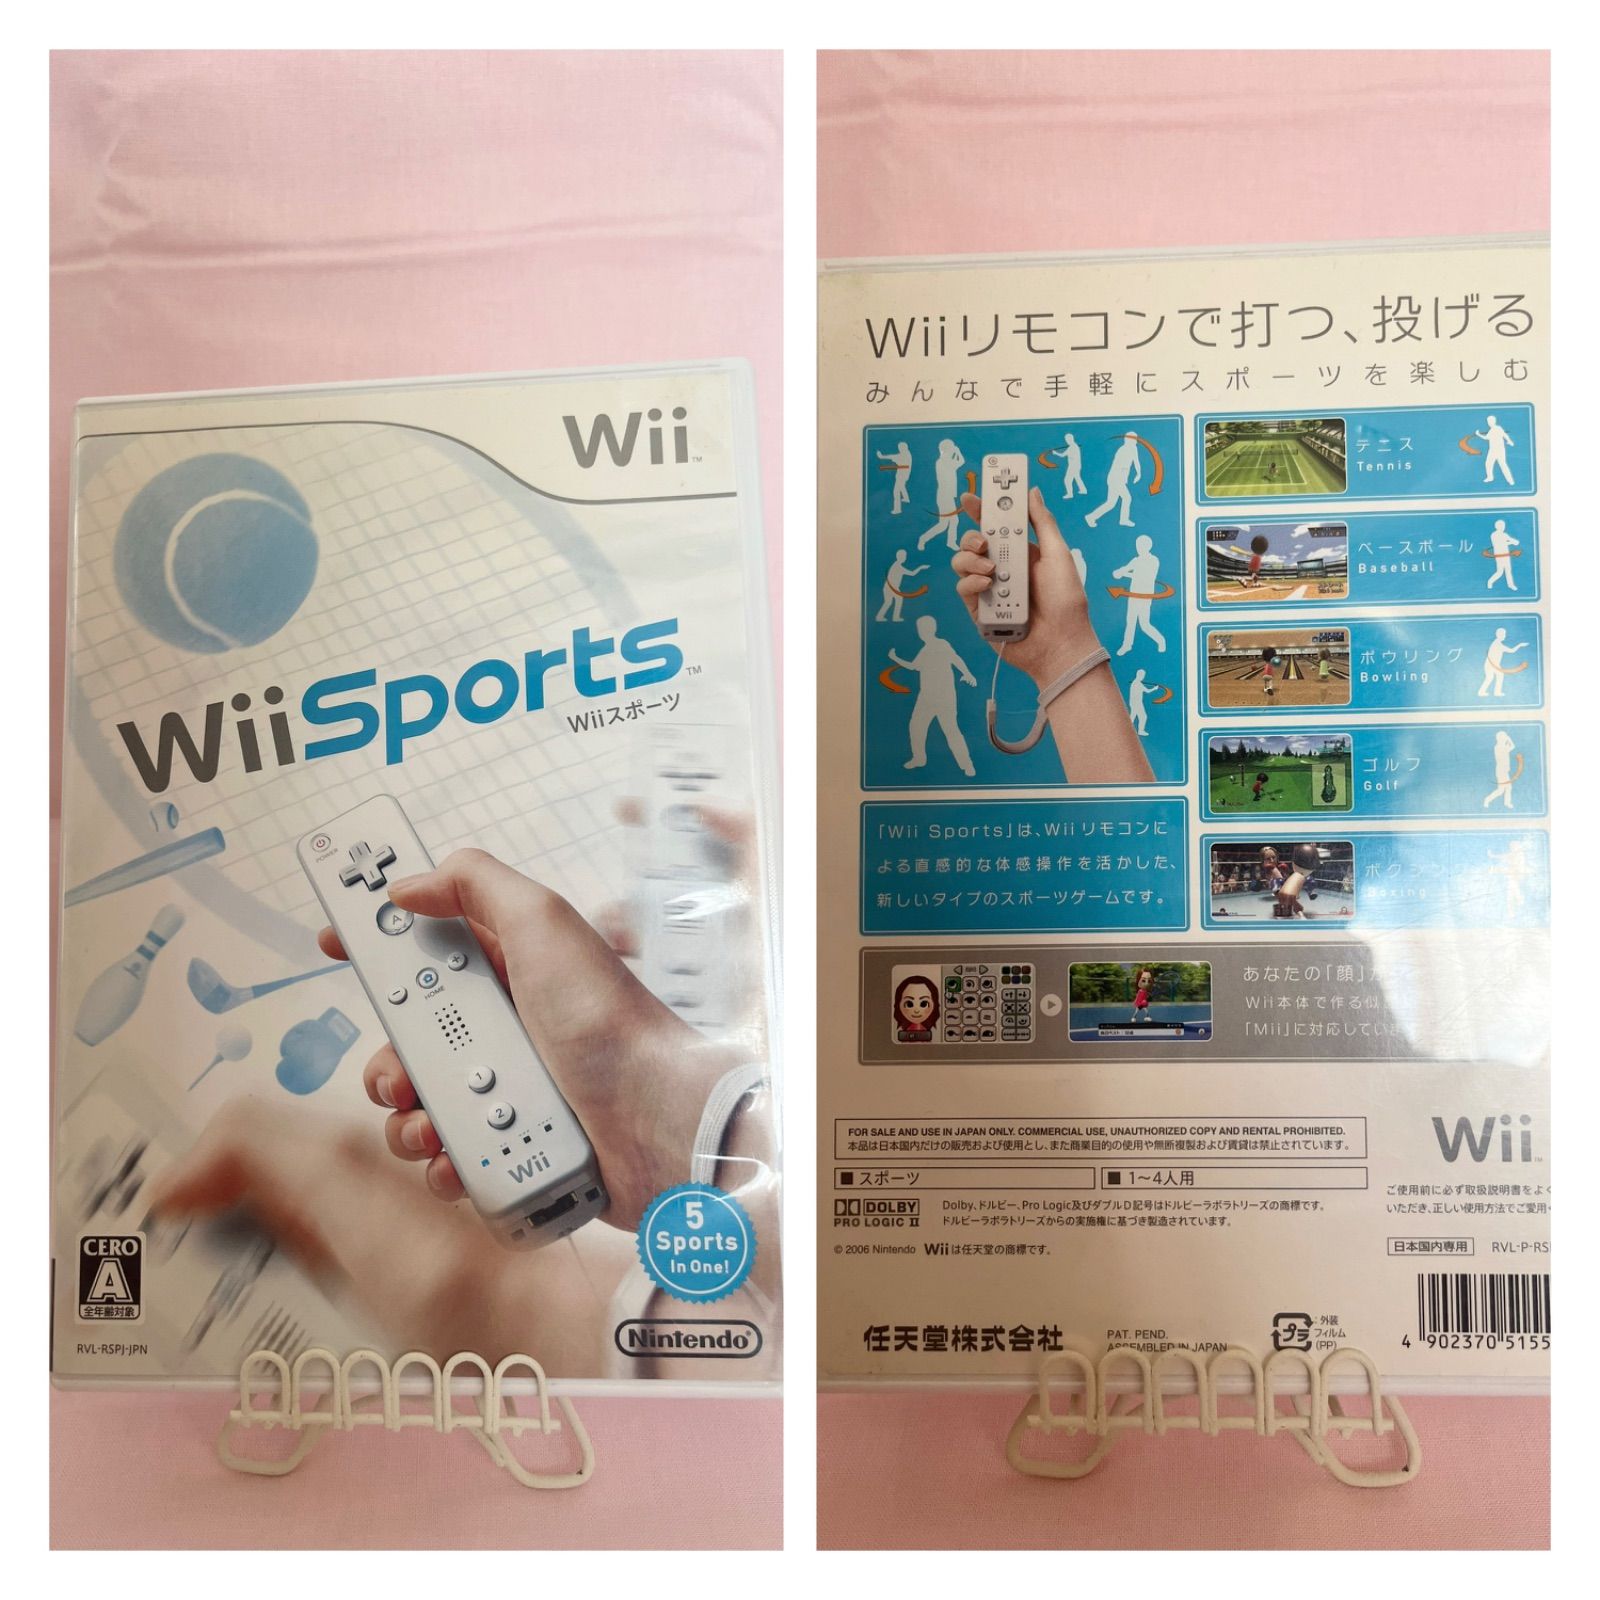 Wii
WiiSports
Wiiスポーツ
POWER
A
HOME
1
2
Wii
5
Sports
In One!
CERO
A
全年齢対象
RVL-RSPJ-JPN
Nintendo
Wiiリモコンで打つ、投げる
みんなで手軽にスポーツを楽しむ
Wii
テニス
Tennis
ベースボール
Baseball
ボウリング
Bowling
ゴルフ
Golf
ボクシング
Boxing
「Wii Sports」は、Wiiリモコンに
よる直感的な体感操作を活かした、
新しいタイプのスポーツゲームです。
あなたの「顔」が
Wii本体で作る似
「Mii」に対応してい
FOR SALE AND USE IN JAPAN ONLY. COMMERCIAL USE, UNAUTHORIZED COPY AND RENTAL PROHIBITED.
本品は日本国内だけの販売および使用とし、また商業目的の使用や無断複製および賃貸は禁止されています。
Wii
■ スポーツ
■ 1〜4人用
DOLBY
PRO LOGIC II
Dolby、ドルビー、Pro Logic及びダブルD記号はドルビーラボラトリーズの商標です。
ドルビーラボラトリーズからの実施権に基づき製造されています。
ご使用前に必ず取扱説明書をよく
いただき、正しい使用方法でご愛用
© 2006 Nintendo Wiiは任天堂の商標です。
日本国内専用
RVL-P-RS
任天堂株式会社
PAT. PEND.
ASSEMBLED IN JAPAN
プラ
:外装
フィルム
(PP)
4 902370 5155